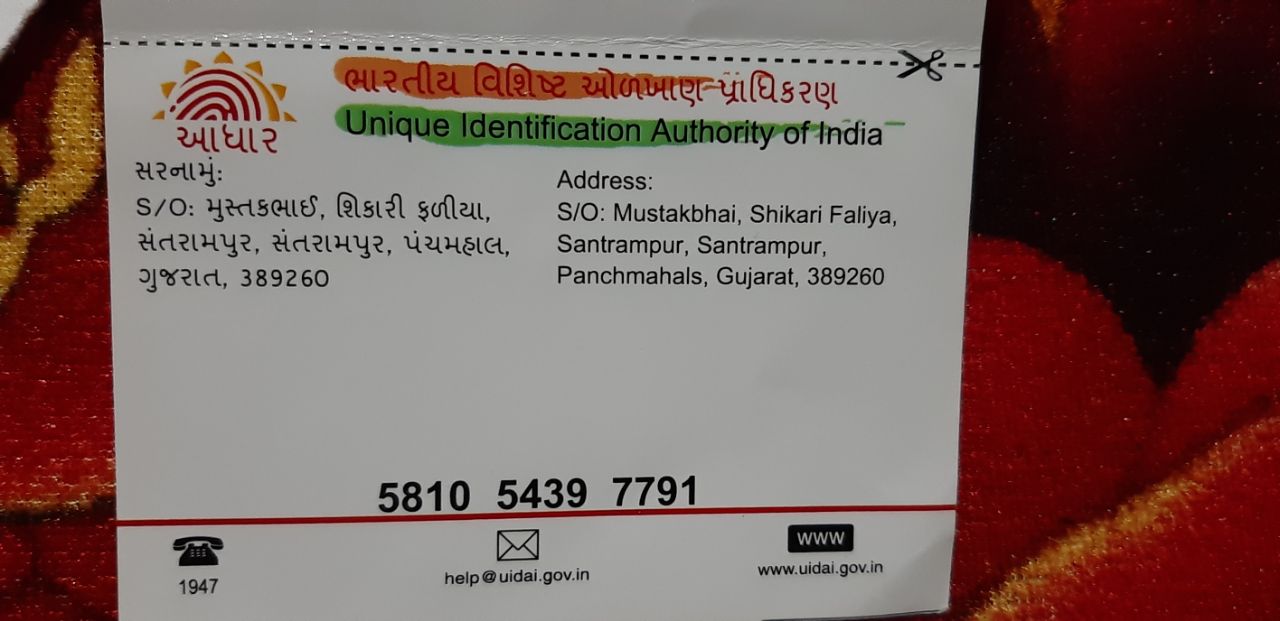 ભારતીય વિશિષ્ટ ઓળખાણ પ્રાધિકરણ
Unique Identification Authority of India
આધાર
સરનામું:
S/O: મુસ્તકભાઈ, શિકારી ફળીયા,
સંતરામપુર, સંતરામપુર, પંચમહાલ,
ગુજરાત, 389260
Address:
S/O: Mustakbhai, Shikari Faliya,
Santrampur, Santrampur,
Panchmahals, Gujarat, 389260
5810 5439 7791
1947
help@uidai.gov.in
www
www.uidai.gov.in